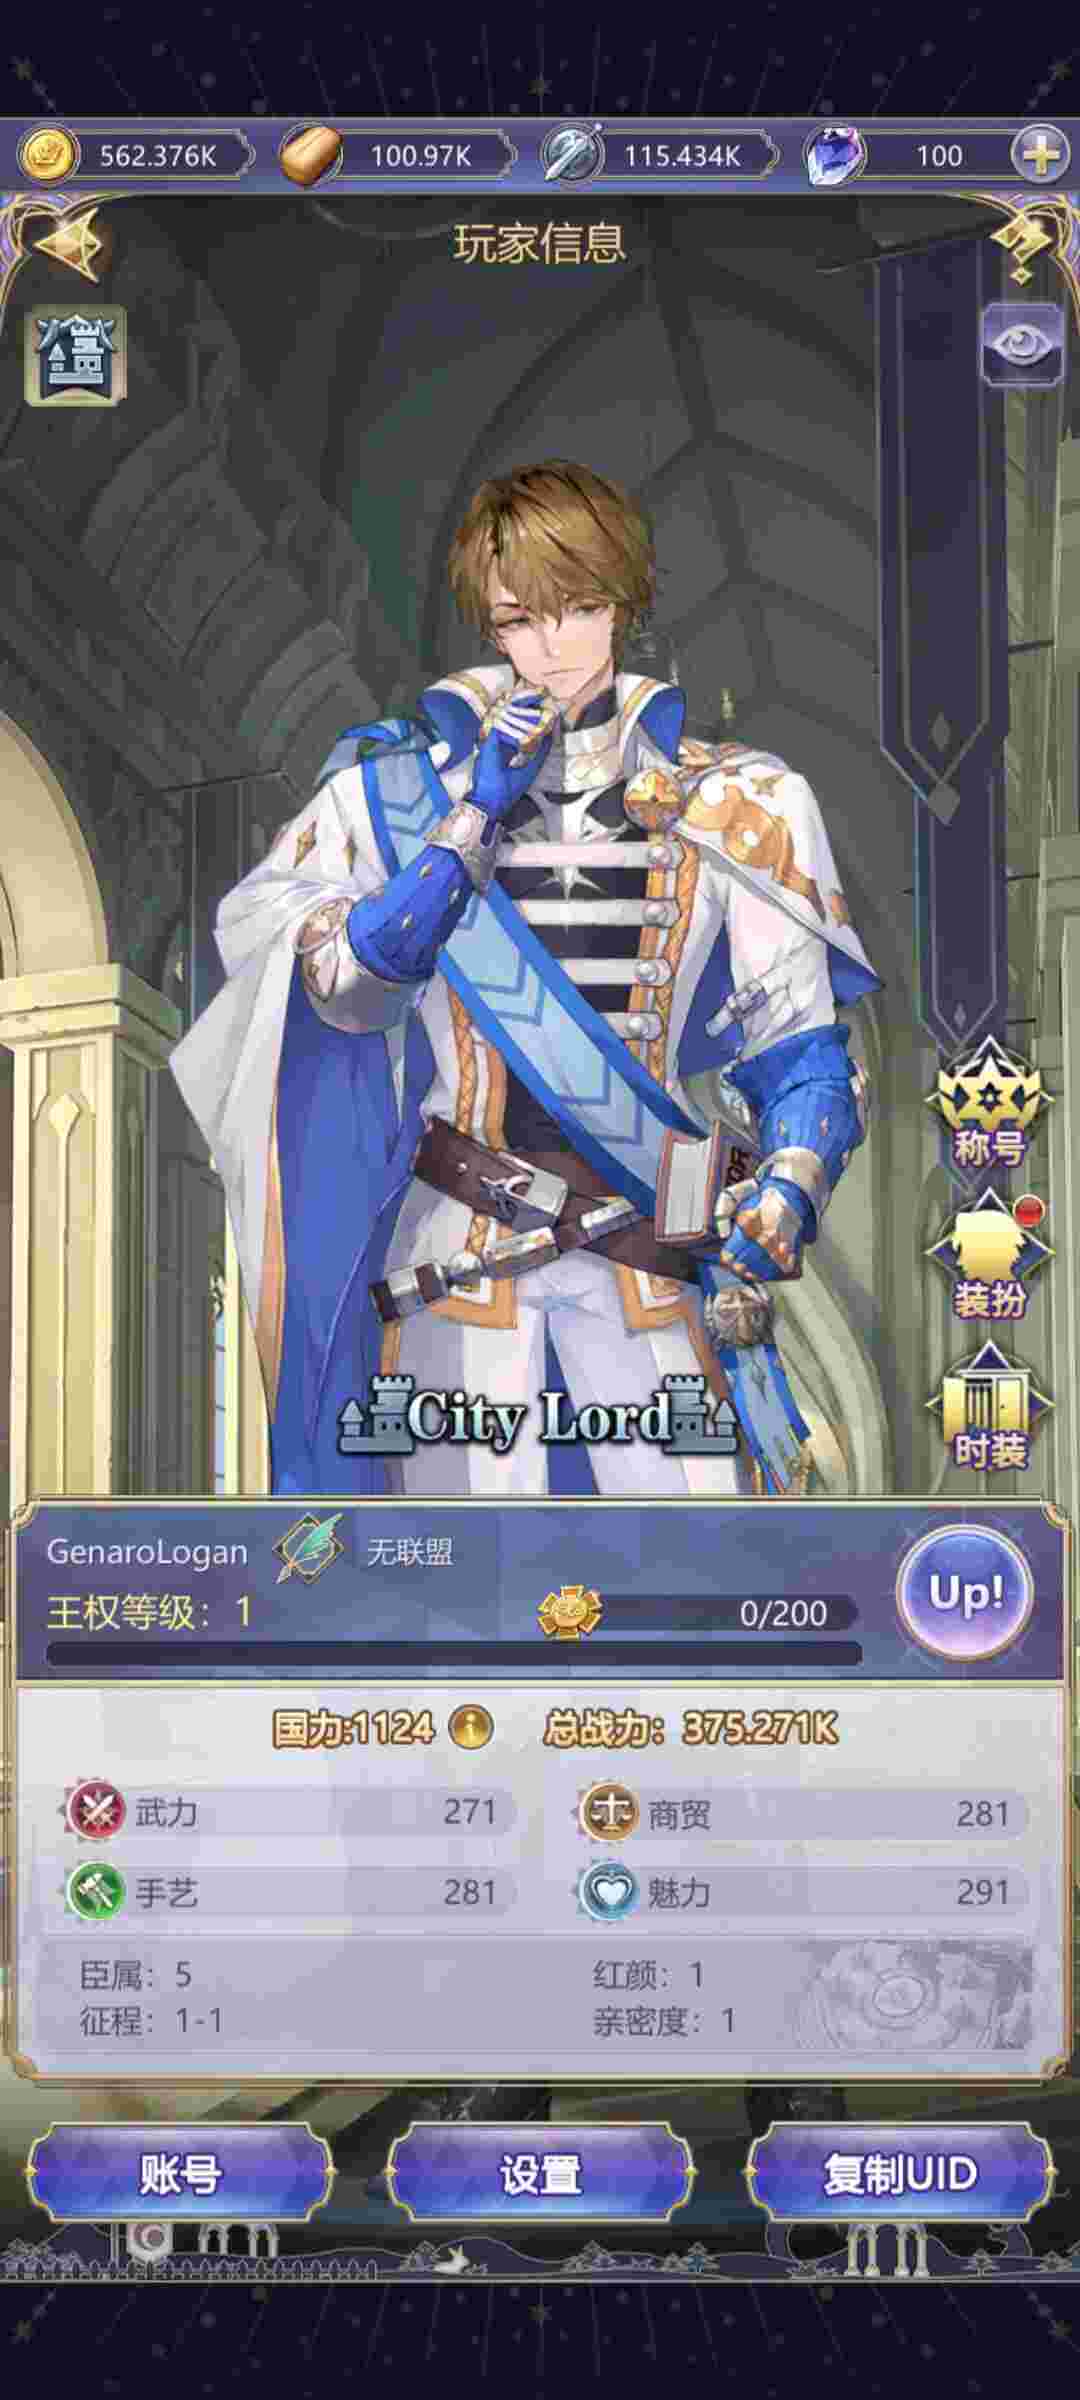 562.376K 100.97K 115.434K 100
玩家信息
称号
装扮
时装
City Lord
GenaroLogan 无联盟
王权等级：1
0/200
Up!
国力:1124 总战力：375.271K
武力 271 商贸 281
手艺 281 魅力 291
臣属：5 红颜：1
征程：1-1 亲密度：1
账号 设置 复制UID